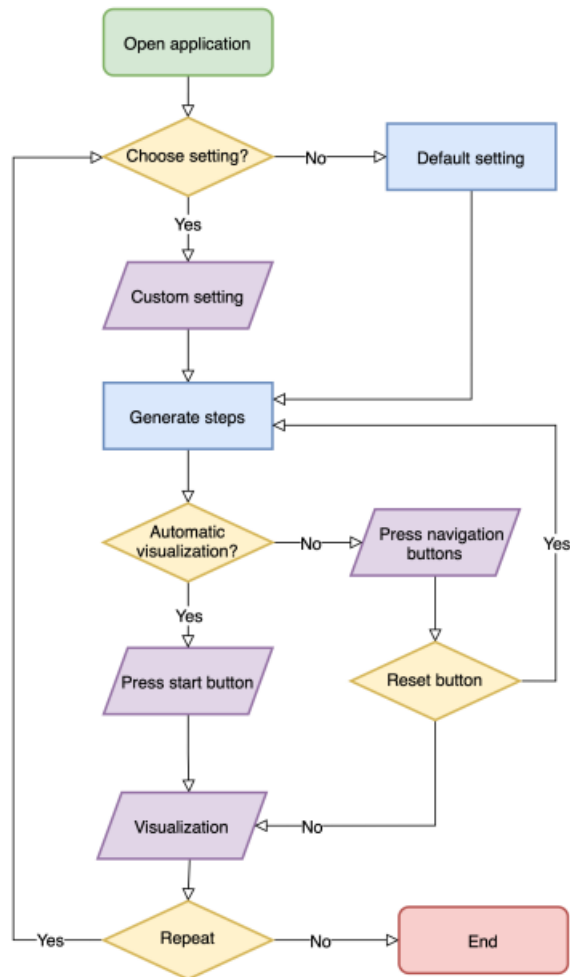 Open application
Choose setting?
No
Default setting
Yes
Custom setting
Generate steps
Automatic
visualization?
No
Press navigation
buttons
Yes
Yes
Press start button
Reset button
Visualization
No
Yes
Repeat
No
End